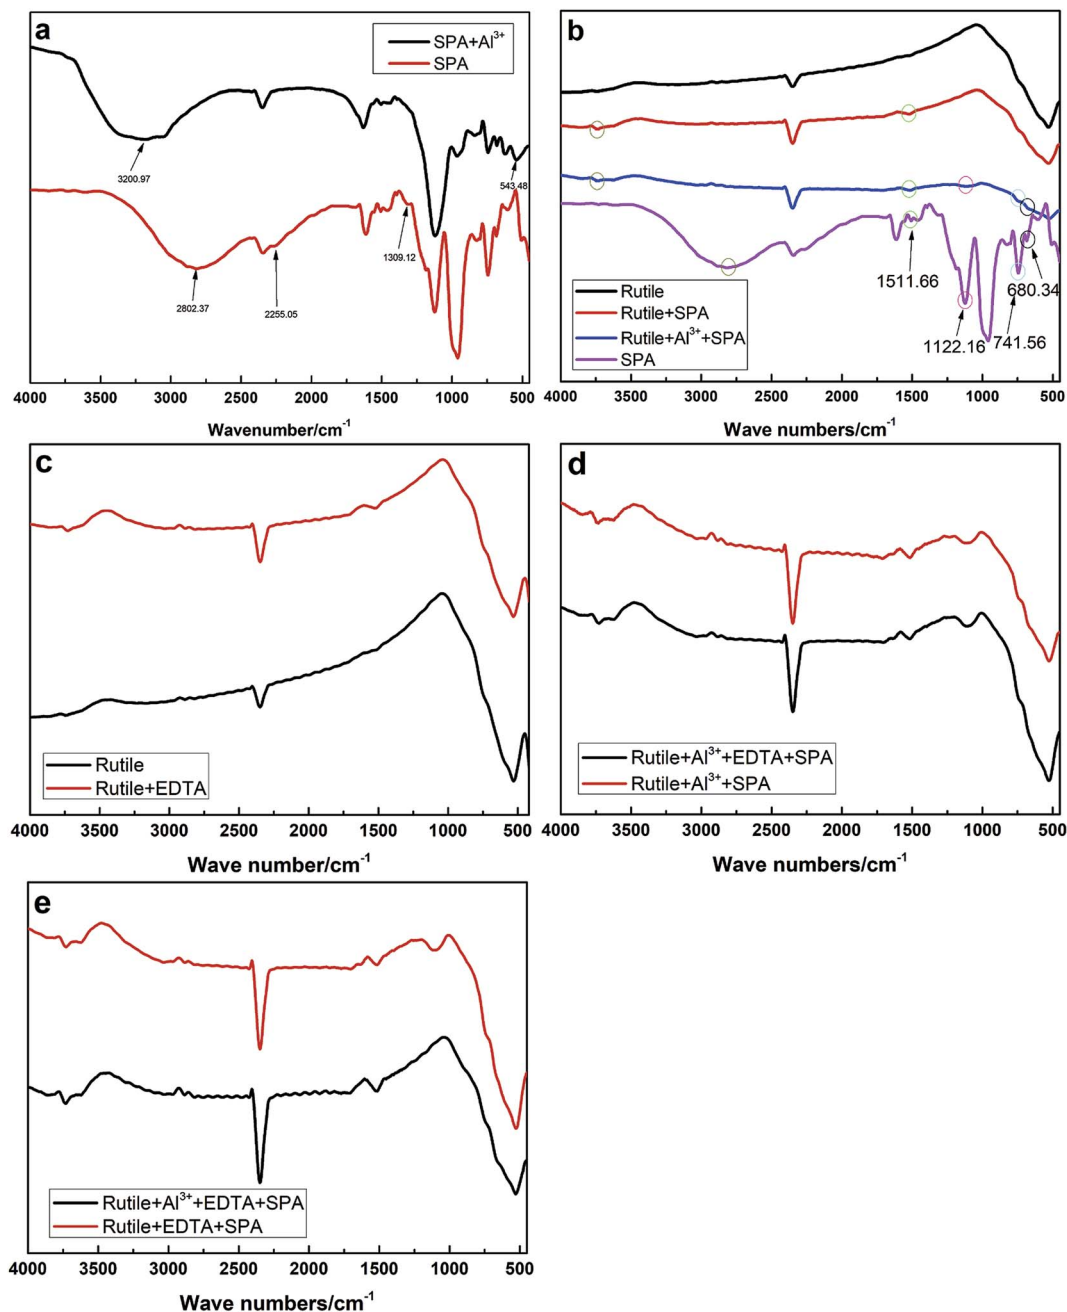 a
SPA+Al³⁺
SPA
3200.97
543.48
1309.12
2802.37
2255.05
4000 3500 3000 2500 2000 1500 1000 500
Wavenumber/cm⁻¹
b
1511.66
680.34
1122.16
741.56
Rutile
Rutile+SPA
Rutile+Al³⁺+SPA
SPA
4000 3500 3000 2500 2000 1500 1000 500
Wave numbers/cm⁻¹
c
Rutile
Rutile+EDTA
4000 3500 3000 2500 2000 1500 1000 500
Wave number/cm⁻¹
d
Rutile+Al³⁺+EDTA+SPA
Rutile+Al³⁺+SPA
4000 3500 3000 2500 2000 1500 1000 500
Wave numbers/cm⁻¹
e
Rutile+Al³⁺+EDTA+SPA
Rutile+EDTA+SPA
4000 3500 3000 2500 2000 1500 1000 500
Wave numbers/cm⁻¹